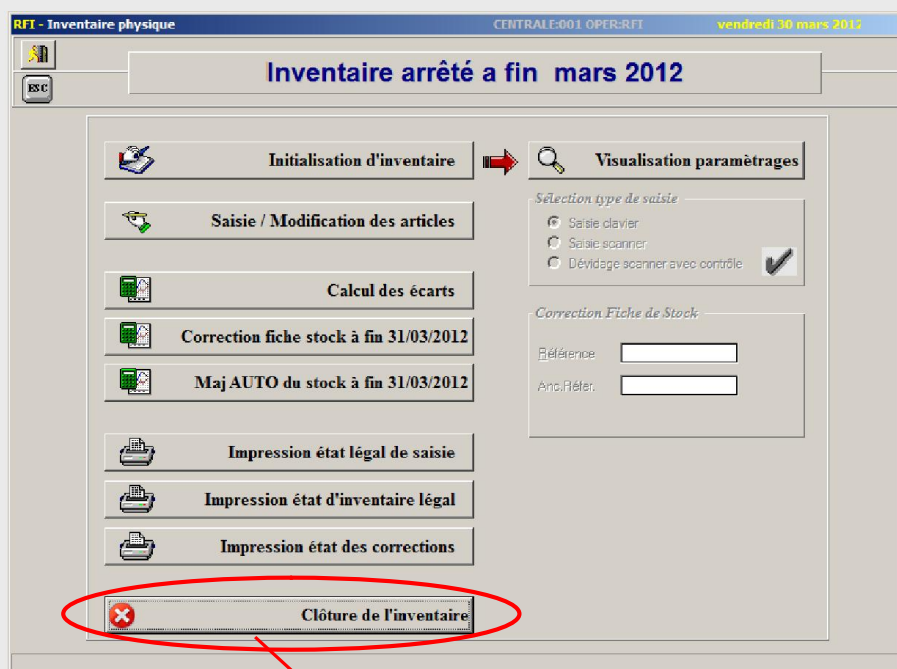 RFI - Inventaire physique CENTRALE:001 OPER:RFI vendredi 30 mars 2012
ESC
Inventaire arrêté a fin mars 2012
Initialisation d'inventaire
Visualisation paramètrages
Saisie / Modification des articles
Sélection type de saisie
Saisie clavier
Saisie scanner
Dévidage scanner avec contrôle
Calcul des écarts
Correction fiche stock à fin 31/03/2012
Maj AUTO du stock à fin 31/03/2012
Correction Fiche de Stock
Référence
Anc.Référ.
Impression état légal de saisie
Impression état d'inventaire légal
Impression état des corrections
Clôture de l'inventaire